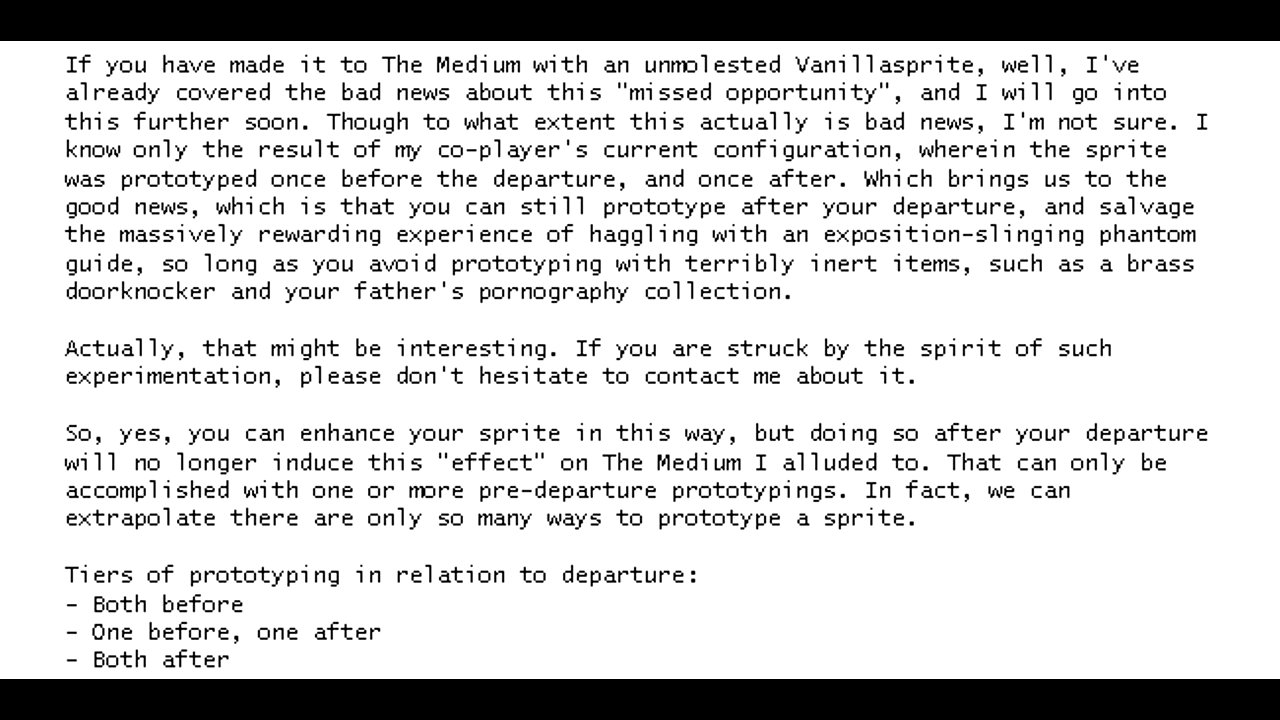 If you have made it to The Medium with an unmolested Vanillasprite, well, I've
already covered the bad news about this "missed opportunity", and I will go into
this further soon. Though to what extent this actually is bad news, I'm not sure. I
know only the result of my co-player's current configuration, wherein the sprite
was prototyped once before the departure, and once after. Which brings us to the
good news, which is that you can still prototype after your departure, and salvage
the massively rewarding experience of haggling with an exposition-slinging phantom
guide, so long as you avoid prototyping with terribly inert items, such as a brass
doorknocker and your father's pornography collection.
Actually, that might be interesting. If you are struck by the spirit of such
experimentation, please don't hesitate to contact me about it.
So, yes, you can enhance your sprite in this way, but doing so after your departure
will no longer induce this "effect" on The Medium I alluded to. That can only be
accomplished with one or more pre-departure prototypings. In fact, we can
extrapolate there are only so many ways to prototype a sprite.
Tiers of prototyping in relation to departure:
- Both before
- One before, one after
- Both after